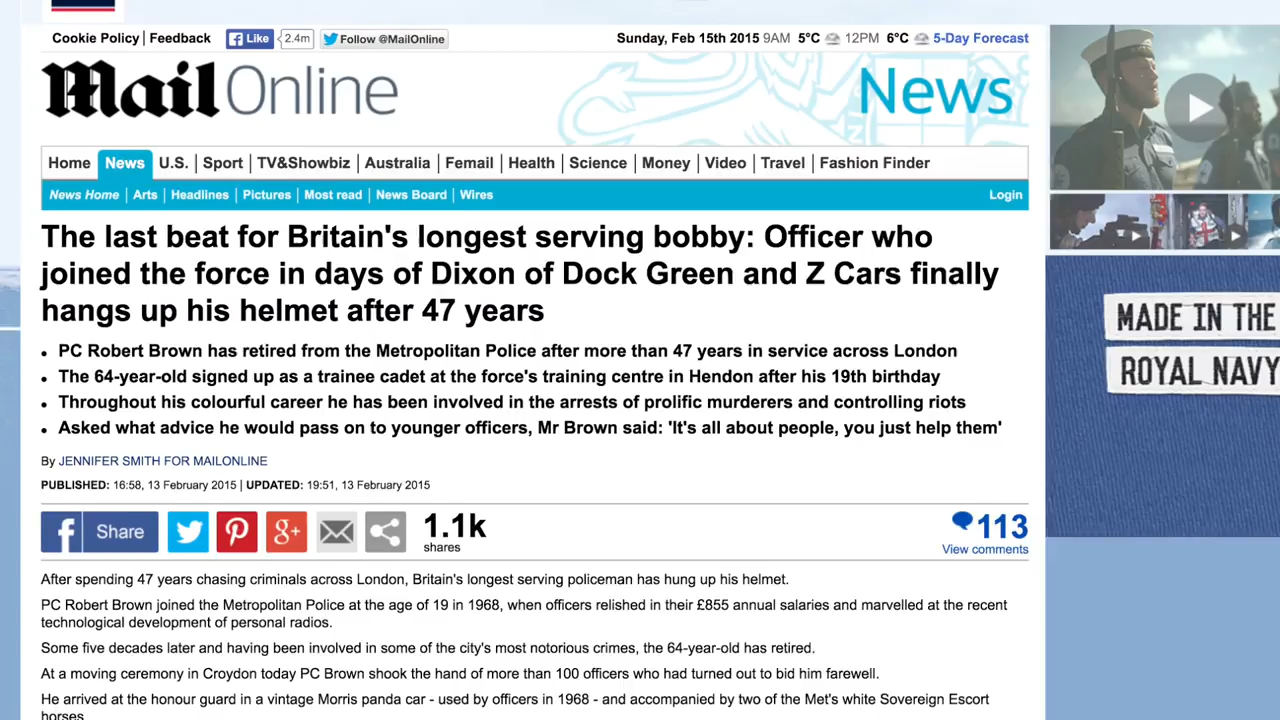 Cookie Policy Feedback Like 2.4m Follow @MailOnline Sunday, Feb 15th 2015 9AM 5°C 12PM 6°C 5-Day Forecast
Mail Online
News
Home News U.S. Sport TV&Showbiz Australia Femail Health Science Money Video Travel Fashion Finder
News Home Arts Headlines Pictures Most read News Board Wires Login
The last beat for Britain's longest serving bobby: Officer who
joined the force in days of Dixon of Dock Green and Z Cars finally
hangs up his helmet after 47 years
• PC Robert Brown has retired from the Metropolitan Police after more than 47 years in service across London
• The 64-year-old signed up as a trainee cadet at the force's training centre in Hendon after his 19th birthday
• Throughout his colourful career he has been involved in the arrests of prolific murderers and controlling riots
• Asked what advice he would pass on to younger officers, Mr Brown said: 'It's all about people, you just help them'
By JENNIFER SMITH FOR MAILONLINE
PUBLISHED: 16:58, 13 February 2015 | UPDATED: 19:51, 13 February 2015
Share
1.1k
shares
113
View comments
After spending 47 years chasing criminals across London, Britain's longest serving policeman has hung up his helmet.
PC Robert Brown joined the Metropolitan Police at the age of 19 in 1968, when officers relished in their £855 annual salaries and marvelled at the recent
technological development of personal radios.
Some five decades later and having been involved in some of the city's most notorious crimes, the 64-year-old has retired.
At a moving ceremony in Croydon today PC Brown shook the hand of more than 100 officers who had turned out to bid him farewell.
He arrived at the honour guard in a vintage Morris panda car - used by officers in 1968 - and accompanied by two of the Met's white Sovereign Escort
horses
MADE IN THE
ROYAL NAVY